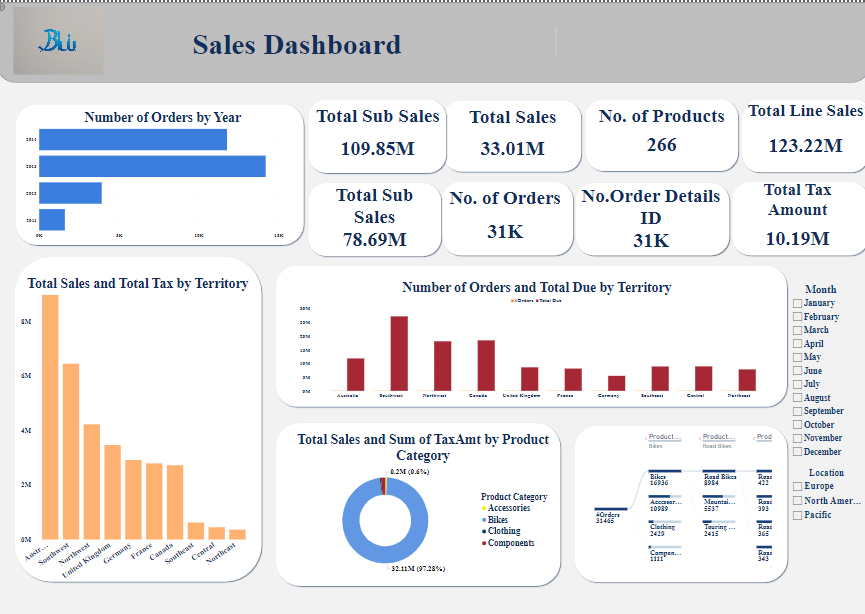 BLU
Sales Dashboard
Number of Orders by Year
2014
2013
2012
2011
0K
5K
10K
15K
Total Sub Sales
109.85M
Total Sales
33.01M
No. of Products
266
Total Line Sales
123.22M
Total Sub
Sales
78.69M
No. of Orders
31K
No.Order Details
ID
31K
Total Tax
Amount
10.19M
Total Sales and Total Tax by Territory
8M
6M
4M
2M
0M
Austr...
Southwest
Northwest
United Kingdom
Germany
France
Canada
Southeast
Central
Northeast
Number of Orders and Total Due by Territory
#Orders Total Due
30M
25M
20M
15M
10M
5M
0M
Australia
Southwest
Northwest
Canada
United Kingdom
France
Germany
Southeast
Central
Northeast
Month
January
February
March
April
May
June
July
August
September
October
November
December
Location
Europe
North Amer...
Pacific
Total Sales and Sum of TaxAmt by Product
Category
0.2M (0.6%)
32.11M (97.28%)
Product Category
Accessories
Bikes
Clothing
Components
Product...
Bikes
Product...
Road Bikes
Prod
#Orders
31465
Bikes
16936
Accessor...
10989
Clothing
2429
Compon...
1111
Road Bikes
8984
Mountai...
5537
Touring ...
2415
Road
422
Road
393
Road
365
Road
343